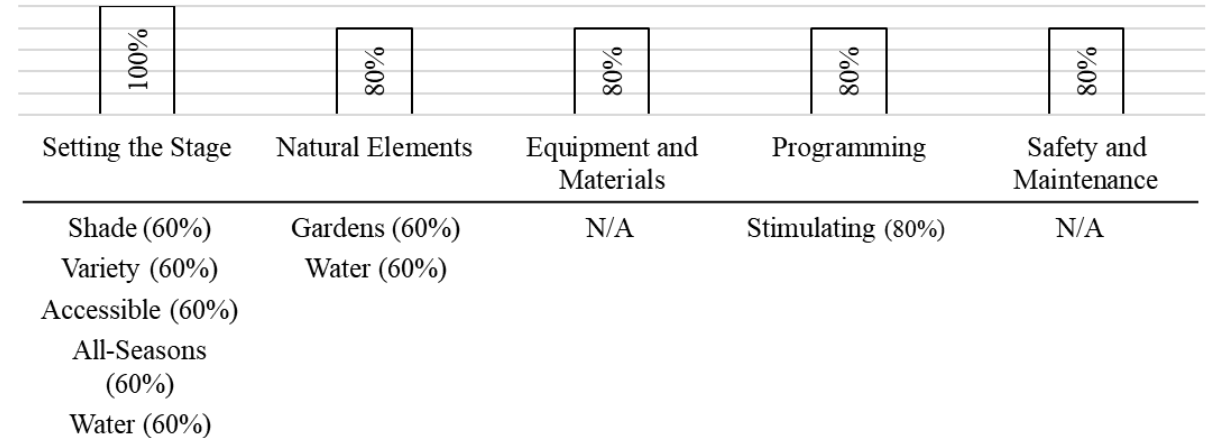 100%
80%
80%
80%
80%
Setting the Stage
Natural Elements
Equipment and
Materials
Programming
Safety and
Maintenance
Shade (60%)
Gardens (60%)
N/A
Stimulating (80%)
N/A
Variety (60%)
Water (60%)
Accessible (60%)
All-Seasons
(60%)
Water (60%)